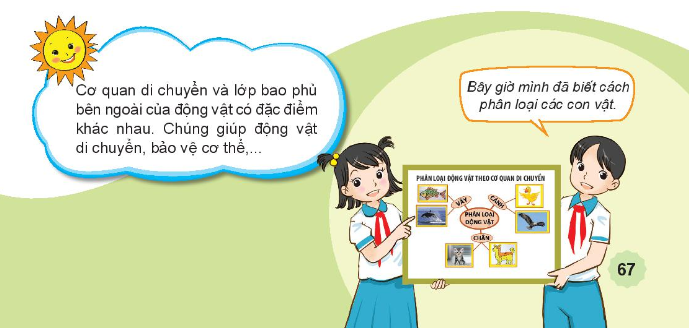 Cơ quan di chuyển và lớp bao phủ
bên ngoài của động vật có đặc điểm
khác nhau. Chúng giúp động vật
di chuyển, bảo vệ cơ thể,...
Bây giờ mình đã biết cách
phân loại các con vật.
PHÂN LOẠI ĐỘNG VẬT THEO CƠ QUAN DI CHUYỂN
VÂY
CÁNH
PHÂN LOẠI
ĐỘNG VẬT
CHÂN
67